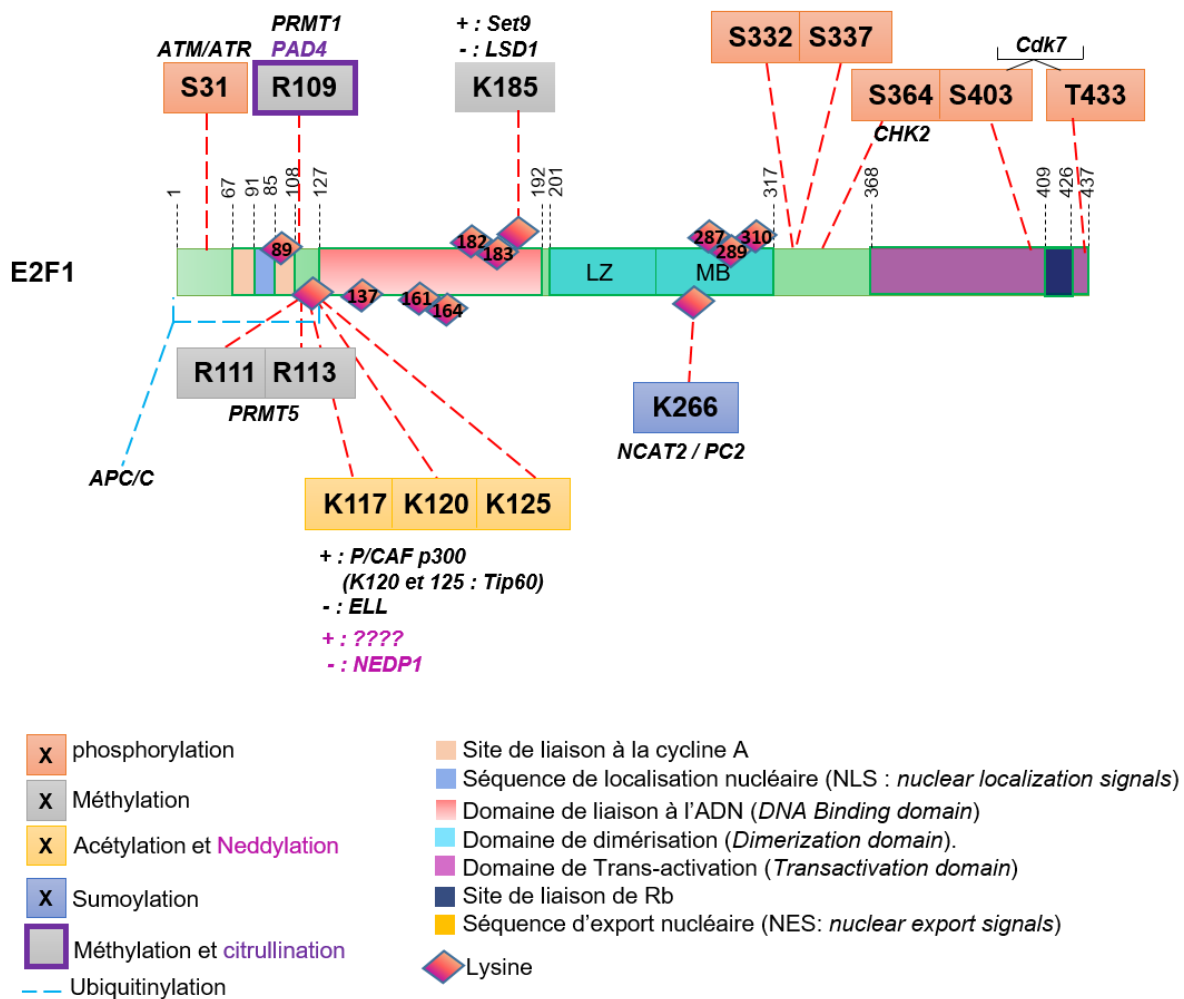 PRMT1
PAD4
ATM/ATR
S31
R109
+ : Set9
- : LSD1
K185
S332 S337
Cdk7
S364 S403
CHK2
T433
1
67
91
85
108
127
192
201
317
368
409
426
437
E2F1
89
182
183
287
289
310
LZ
MB
137
161
164
R111 R113
PRMT5
K266
NCAT2 / PC2
APC/C
K117 K120 K125
+ : P/CAF p300
(K120 et 125 : Tip60)
- : ELL
+ : ????
- : NEDP1
X phosphorylation
X Méthylation
X Acétylation et Neddylation
X Sumoylation
Méthylation et citrullination
Ubiquitinylation
Site de liaison à la cycline A
Séquence de localisation nucléaire (NLS : nuclear localization signals)
Domaine de liaison à l’ADN (DNA Binding domain)
Domaine de dimérisation (Dimerization domain).
Domaine de Trans-activation (Transactivation domain)
Site de liaison de Rb
Séquence d’export nucléaire (NES: nuclear export signals)
Lysine